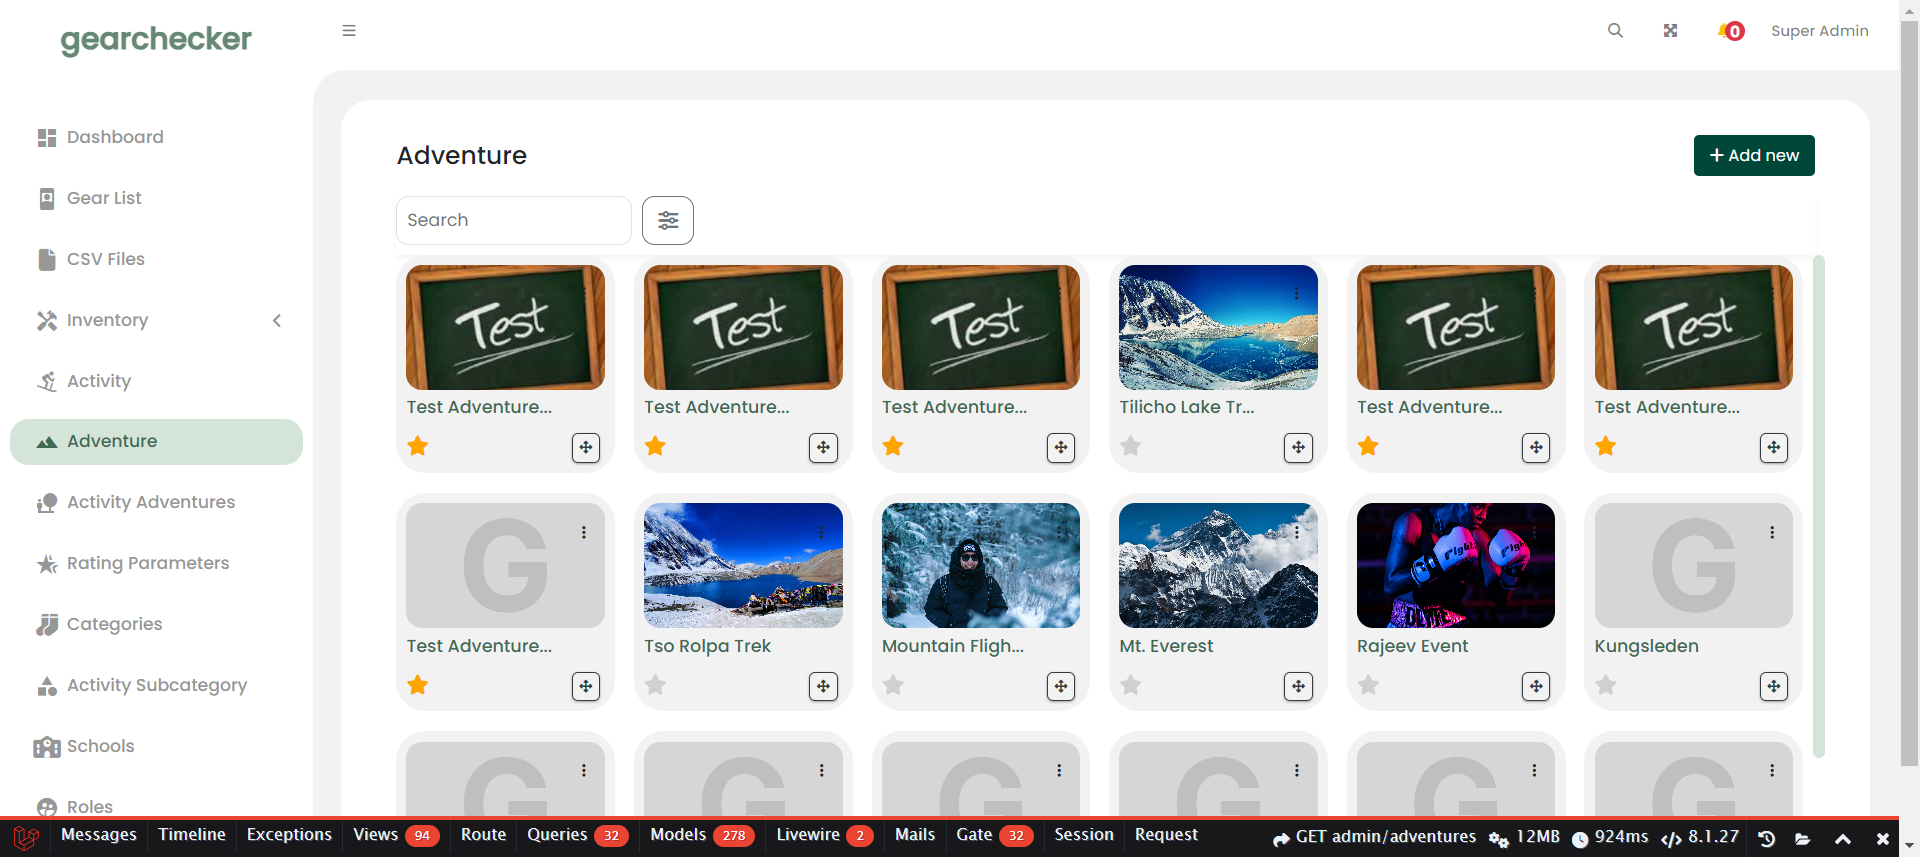 gearchecker
Super Admin
0
Dashboard
Gear List
CSV Files
Inventory
Activity
Adventure
Activity Adventures
Rating Parameters
Categories
Activity Subcategory
Schools
Roles
Adventure
+ Add new
Search
Test
Test
Test
Test
Test
Test Adventure...
Test Adventure...
Test Adventure...
Tilicho Lake Tr...
Test Adventure...
Test Adventure...
G
G
Test Adventure...
Tso Rolpa Trek
Mountain Fligh...
Mt. Everest
Rajeev Event
Kungsleden
G
G
G
G
G
G
Messages Timeline Exceptions Views 94 Route Queries 32 Models 278 Livewire 2 Mails Gate 32 Session Request GET admin/adventures 12MB 924ms 8.1.27